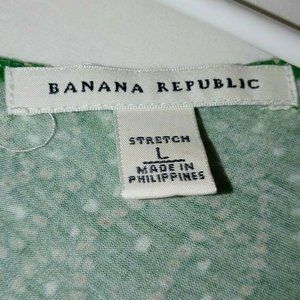 BANANA REPUBLIC
STRETCH
L
MADE IN
PHILIPPINES